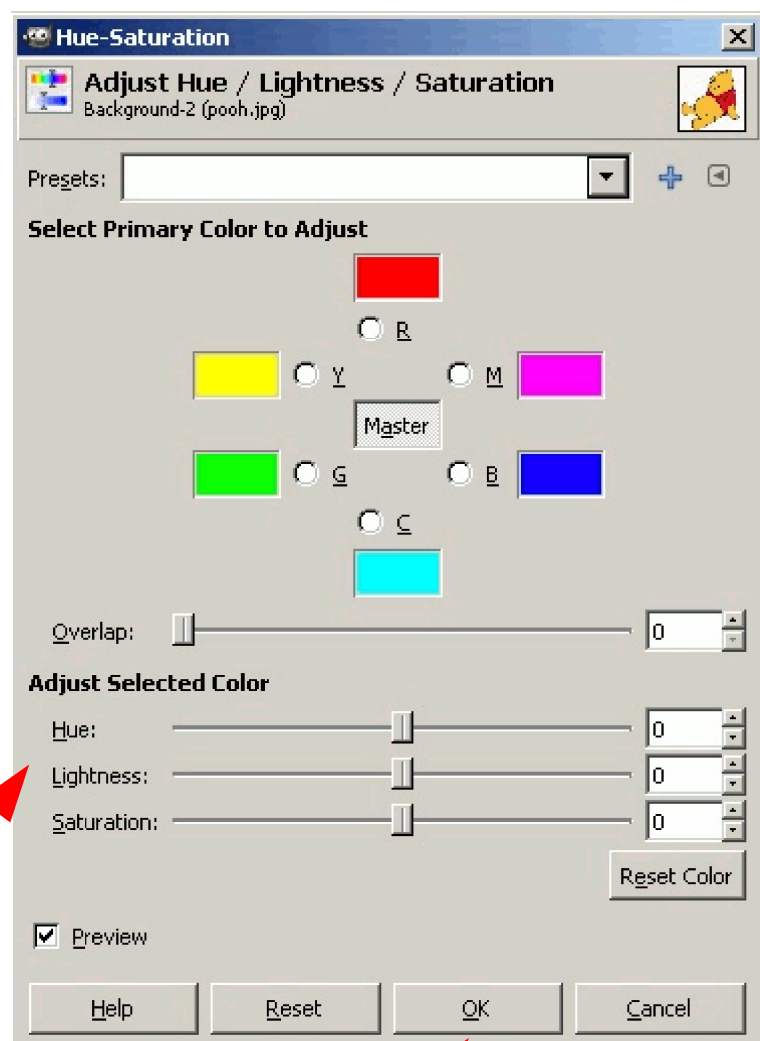 Hue-Saturation
Adjust Hue / Lightness / Saturation
Background-2 (pooh.jpg)
Presets:
Select Primary Color to Adjust
R
Y M
Master
G B
C
Overlap: 0
Adjust Selected Color
Hue: 0
Lightness: 0
Saturation: 0
Reset Color
Preview
Help Reset OK Cancel